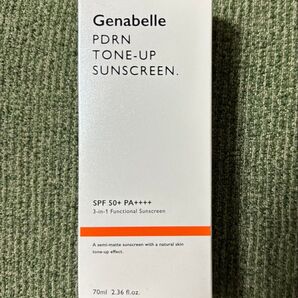 Genabelle
PDRN
TONE-UP
SUNSCREEN.
SPF 50+ PA++++
3-in-1 Functional Sunscreen
A semi-matte sunscreen with a natural skin
tone-up effect.
70ml 2.36 fl.oz.